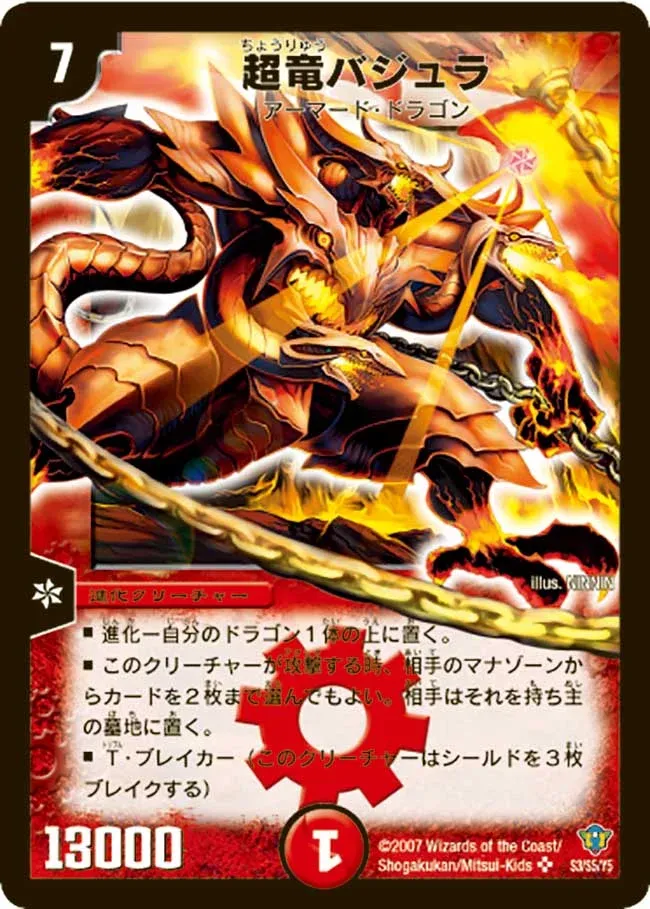 7
ちょうりゅう
超竜バジュラ
アーマード・ドラゴン
illus. NINNIN
進化クリーチャー
■ 進化－自分のドラゴン１体の上に置く。
■ このクリーチャーが攻撃する時、相手のマナゾーンか
らカードを２枚まで選んでもよい。相手はそれを持ち主
の墓地に置く。
■ T・ブレイカー（このクリーチャーはシールドを３枚
ブレイクする）
13000
1
©2007 Wizards of the Coast/
Shogakukan/Mitsui-Kids
S3/S5/Y5